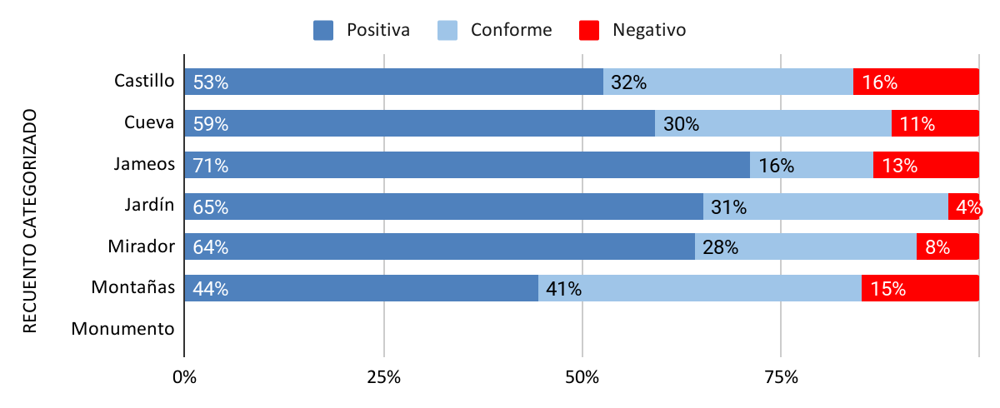 Positiva Conforme Negativo
RECUENTO CATEGORIZADO
Castillo 53% 32% 16%
Cueva 59% 30% 11%
Jameos 71% 16% 13%
Jardín 65% 31% 4%
Mirador 64% 28% 8%
Montañas 44% 41% 15%
Monumento
0% 25% 50% 75%